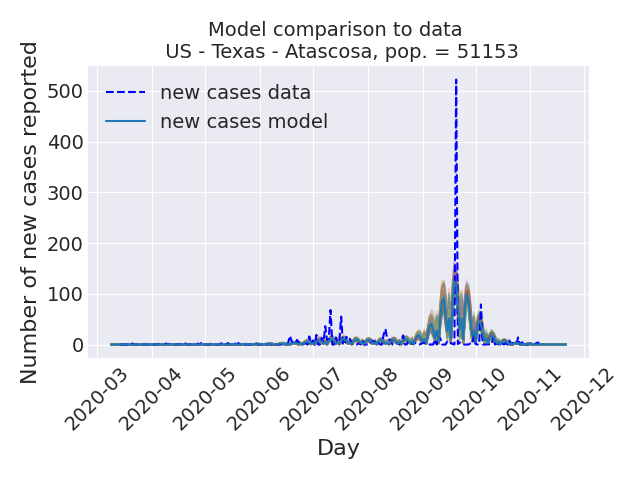 Model comparison to data
US - Texas - Atascosa, pop. = 51153
new cases data
new cases model
Number of new cases reported
500
400
300
200
100
0
2020-03
2020-04
2020-05
2020-06
2020-07
2020-08
2020-09
2020-10
2020-11
2020-12
Day